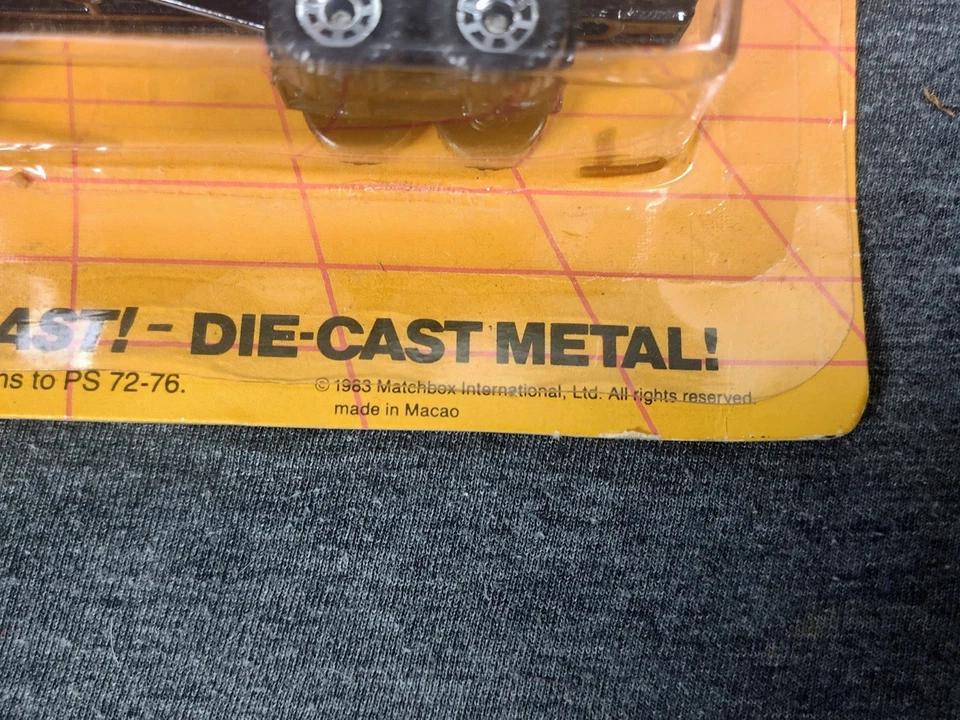 AST! - DIE-CAST METAL!
ns to PS 72-76.
© 1983 Matchbox International, Ltd. All rights reserved.
made in Macao